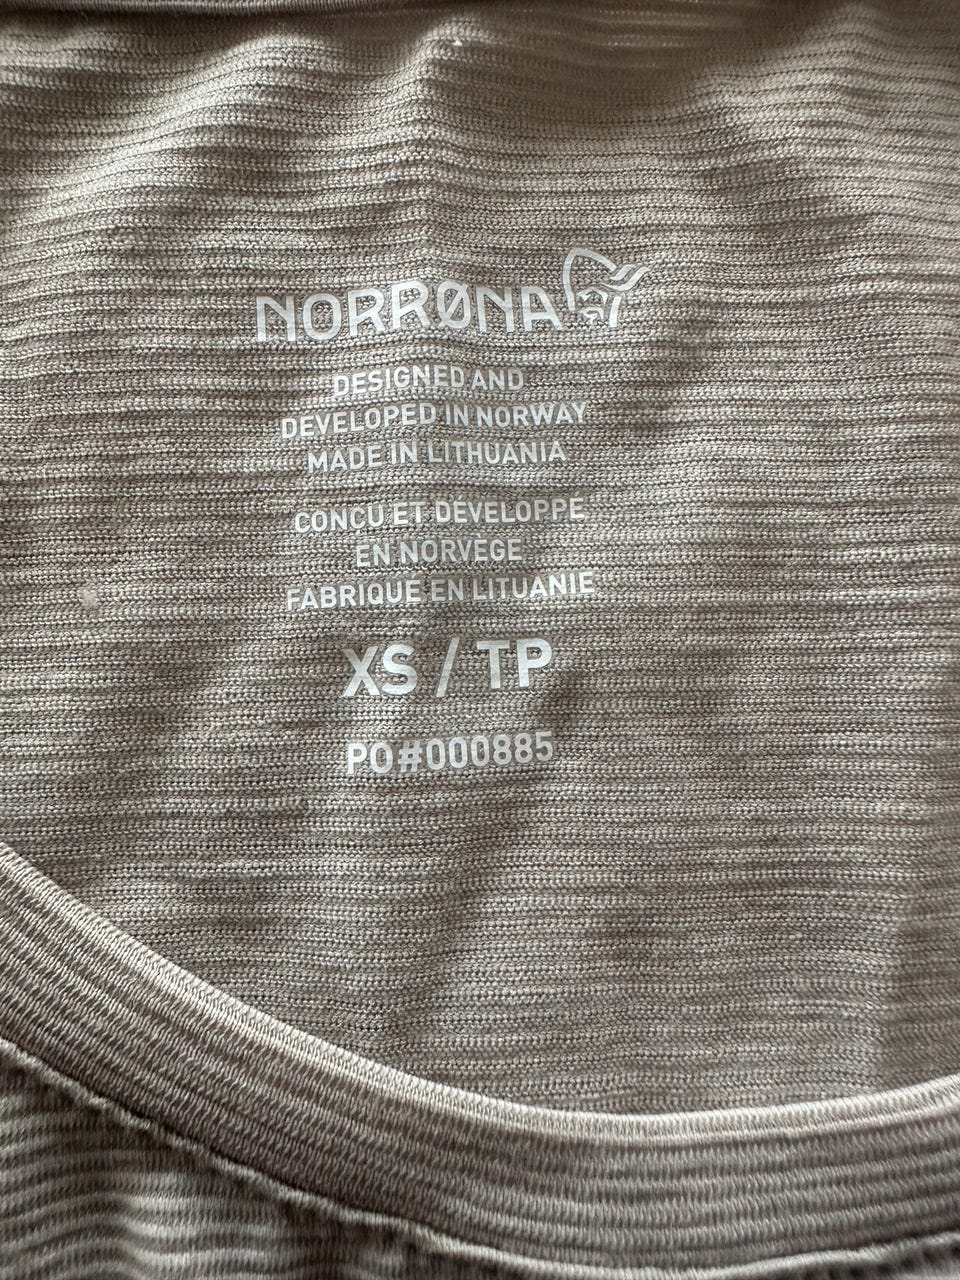 NORRØNA
DESIGNED AND
DEVELOPED IN NORWAY
MADE IN LITHUANIA
CONCU ET DEVELOPPE
EN NORVEGE
FABRIQUE EN LITUANIE
XS / TP
PO#000885